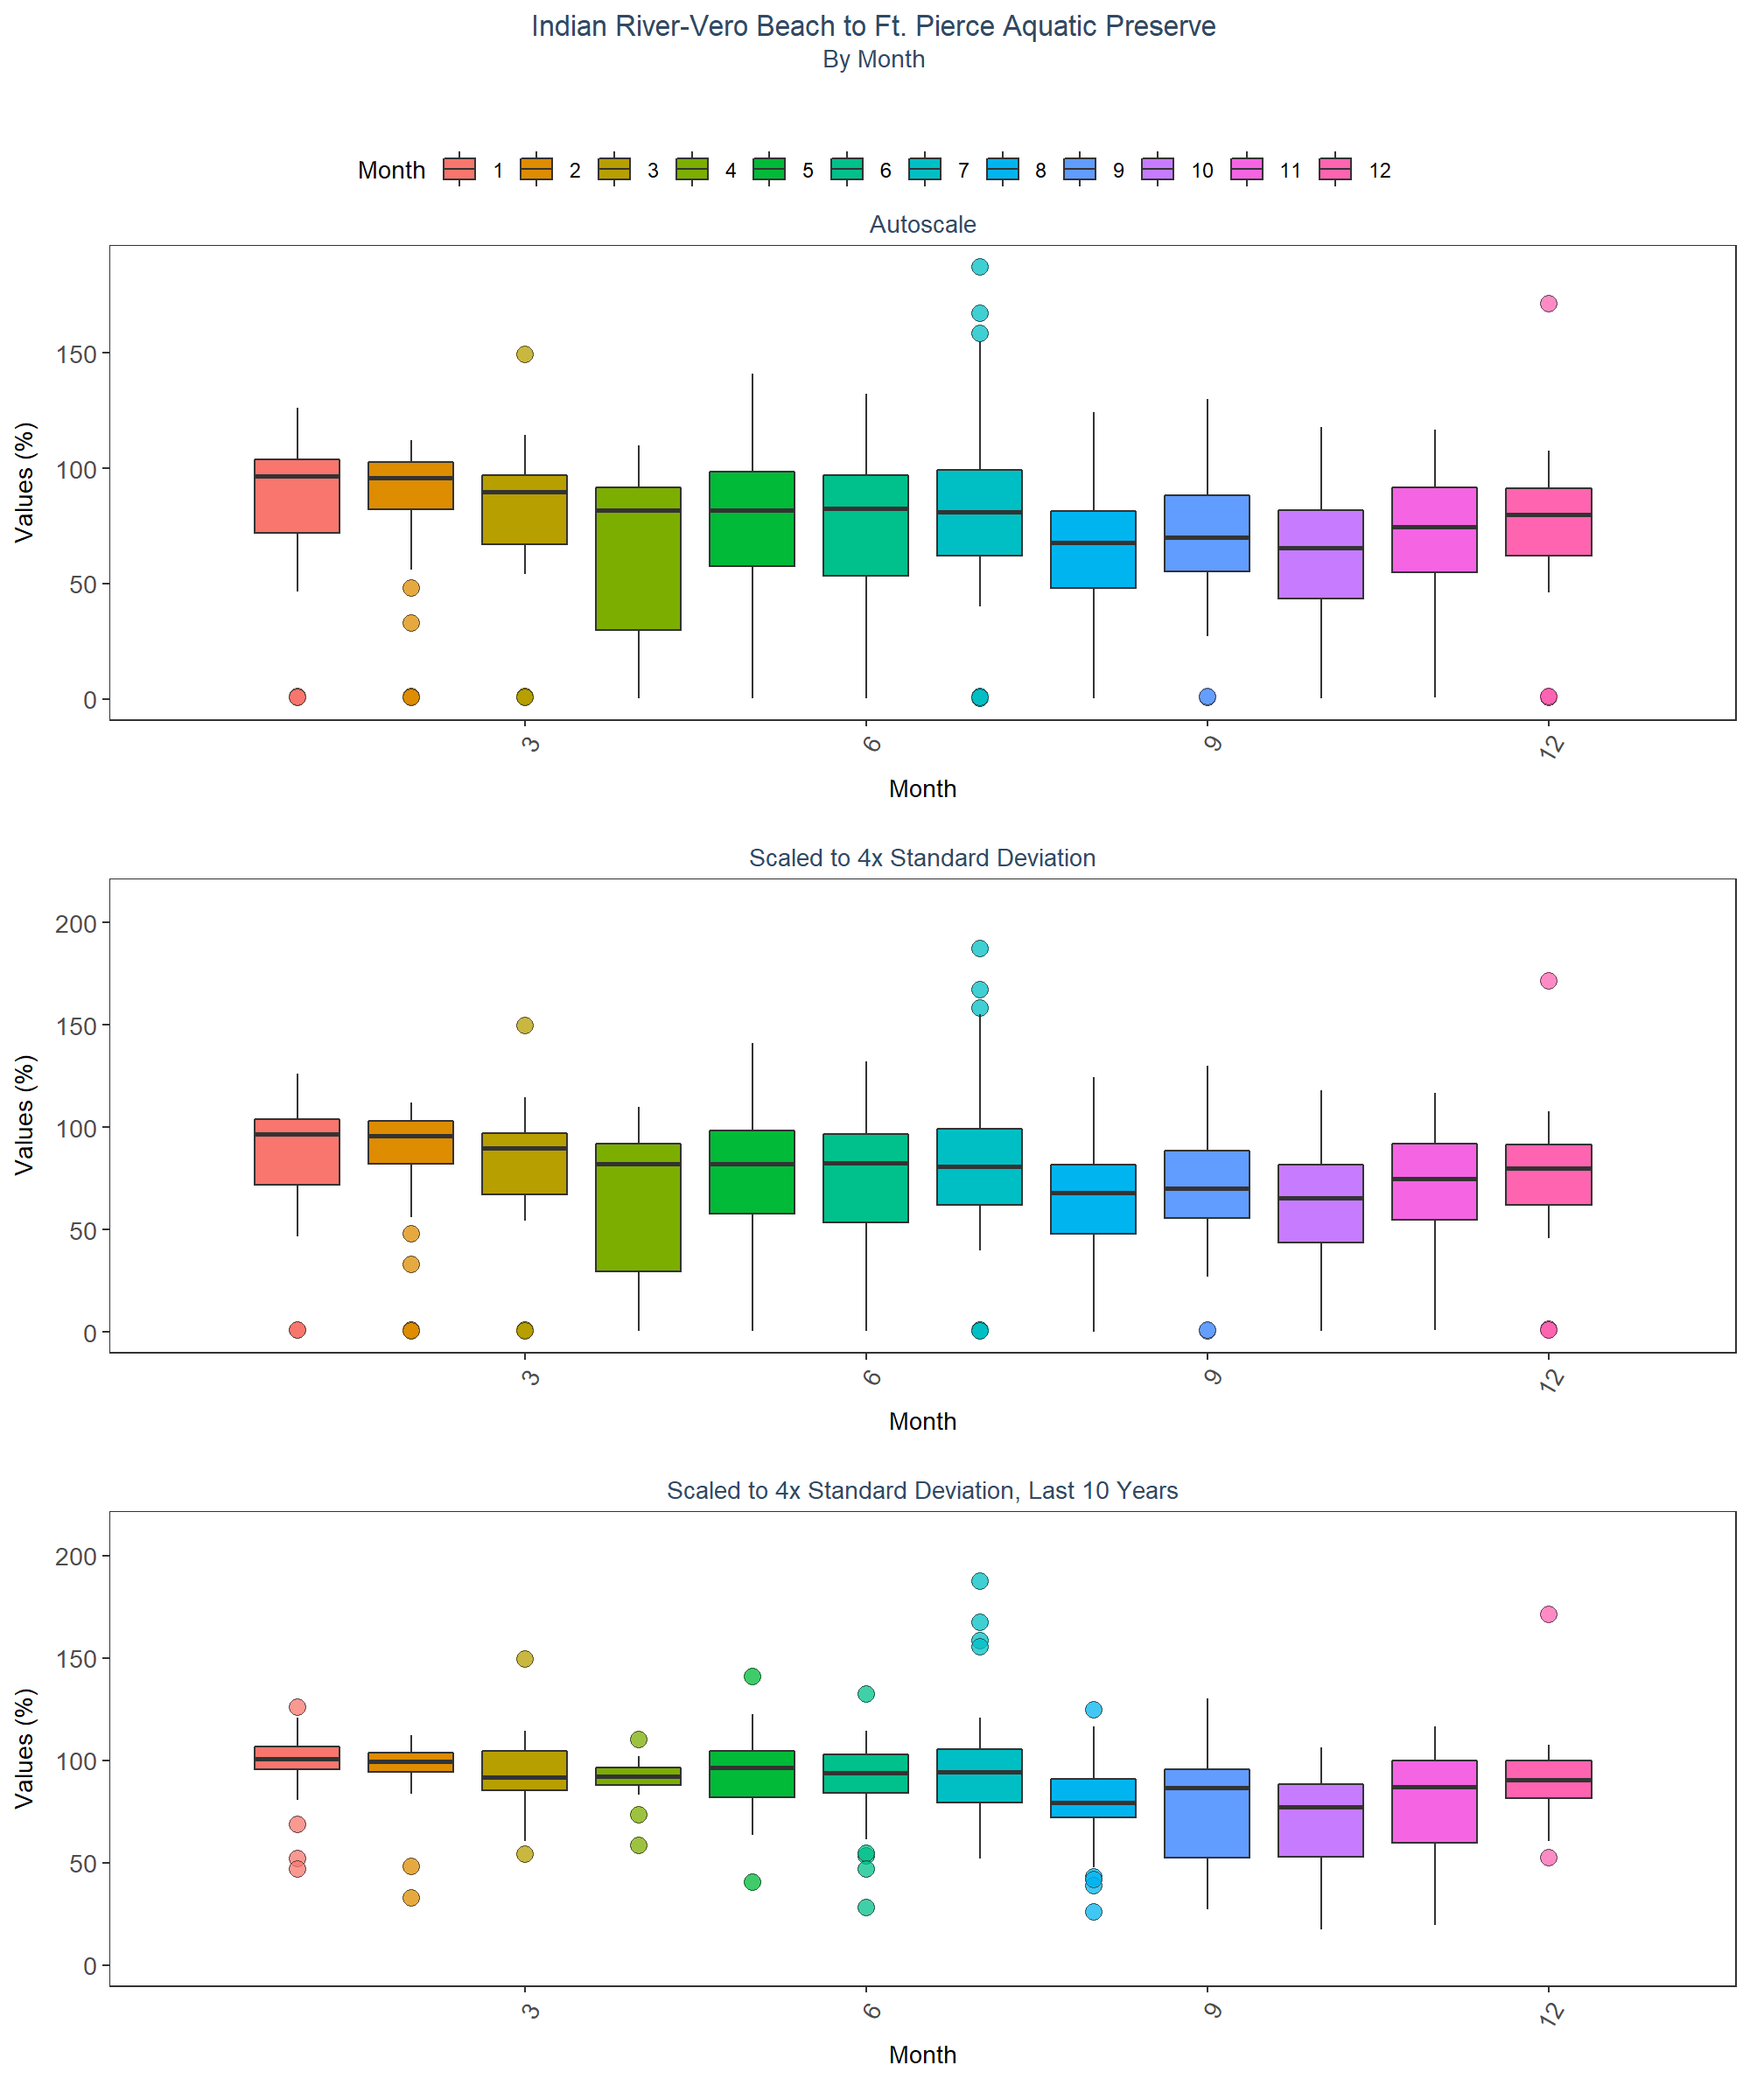 Indian River-Vero Beach to Ft. Pierce Aquatic Preserve
By Month
Month 1 2 3 4 5 6 7 8 9 10 11 12
Autoscale
Values (%)
150
100
50
0
3 6 9 12
Month
Scaled to 4x Standard Deviation
Values (%)
200
150
100
50
0
3 6 9 12
Month
Scaled to 4x Standard Deviation, Last 10 Years
Values (%)
200
150
100
50
0
3 6 9 12
Month